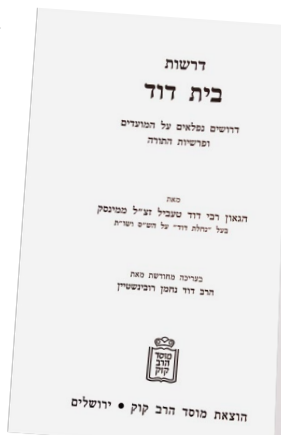 דרשות
בית דוד
דרושים נפלאים על המועדים
ופרשיות התורה
מאת
הגאון רבי דוד טעביל זצ״ל ממינסק
בעל ״נחלת דוד״ על הש״ס ושו״ת
בעריכה מחודשת מאת
הרב דוד נחמן רובינשטיין
מוסד
הרב
קוק
הוצאת מוסד הרב קוק • ירושלים